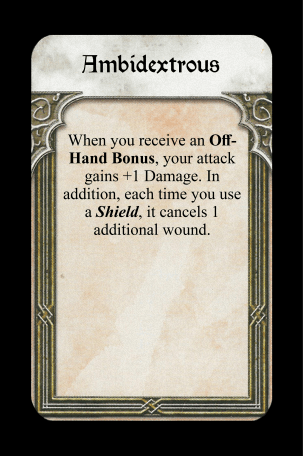 Ambidextrous
When you receive an Off-
Hand Bonus, your attack
gains +1 Damage. In
addition, each time you use
a Shield, it cancels 1
additional wound.